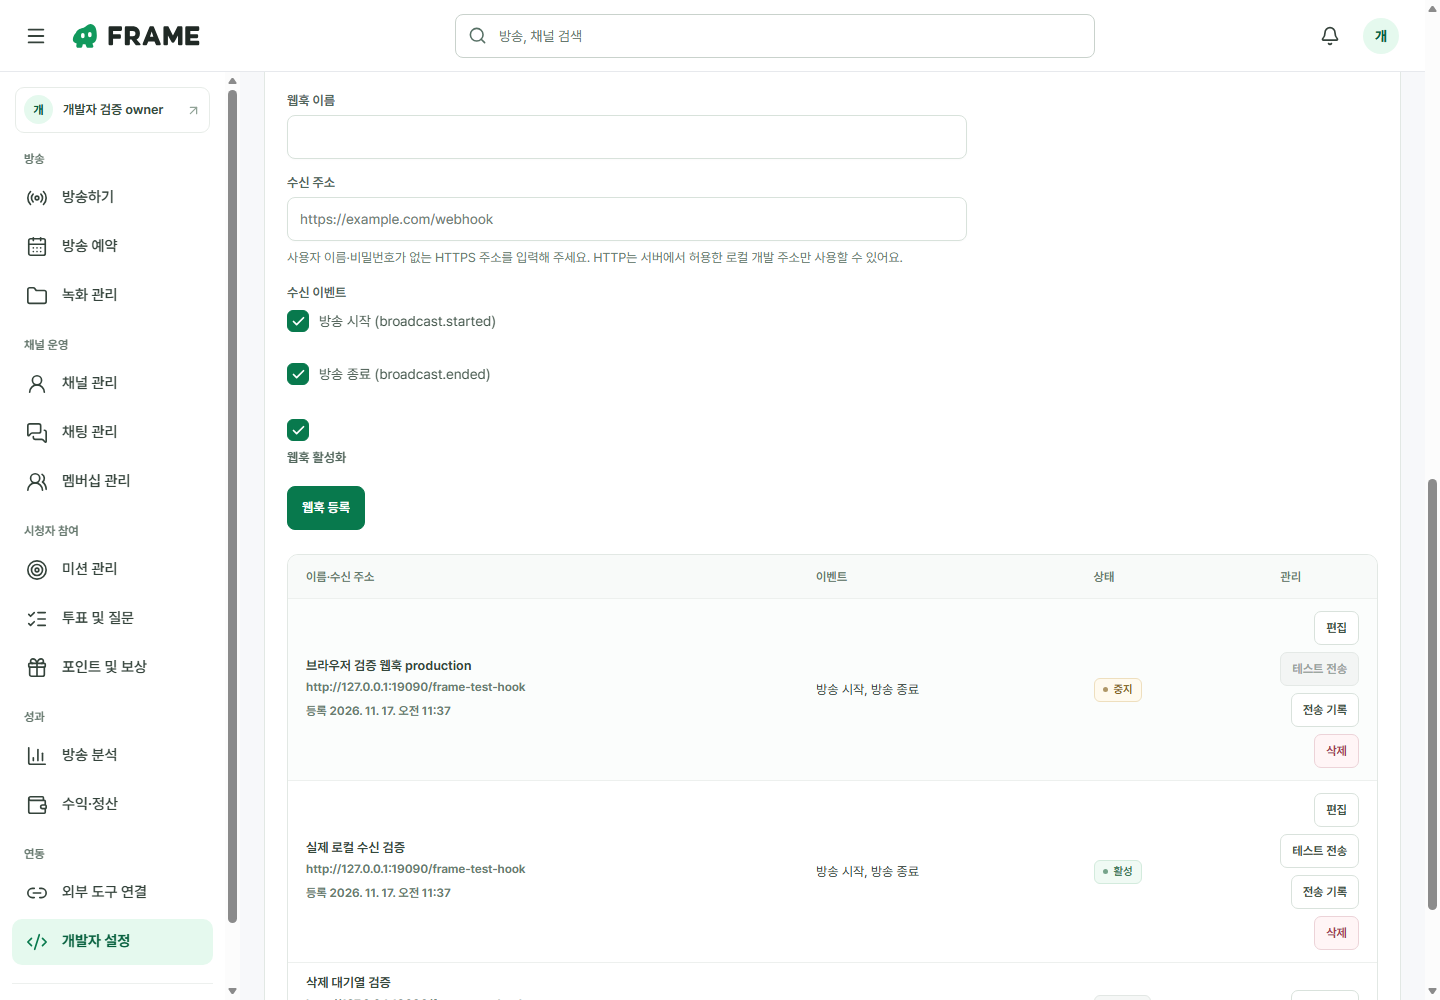 FRAME
방송, 채널 검색
개
개
개발자 검증 owner
방송
방송하기
방송 예약
녹화 관리
채널 운영
채널 관리
채팅 관리
멤버십 관리
시청자 참여
미션 관리
투표 및 질문
포인트 및 보상
성과
방송 분석
수익·정산
연동
외부 도구 연결
개발자 설정
웹훅 이름
수신 주소
https://example.com/webhook
사용자 이름·비밀번호가 없는 HTTPS 주소를 입력해 주세요. HTTP는 서버에서 허용한 로컬 개발 주소만 사용할 수 있어요.
수신 이벤트
방송 시작 (broadcast.started)
방송 종료 (broadcast.ended)
웹훅 활성화
웹훅 등록
이름·수신 주소 이벤트 상태 관리
브라우저 검증 웹훅 production
http://127.0.0.1:19090/frame-test-hook
등록 2026. 11. 17. 오전 11:37
방송 시작, 방송 종료
중지
편집
테스트 전송
전송 기록
삭제
실제 로컬 수신 검증
http://127.0.0.1:19090/frame-test-hook
등록 2026. 11. 17. 오전 11:37
방송 시작, 방송 종료
활성
편집
테스트 전송
전송 기록
삭제
삭제 대기열 검증